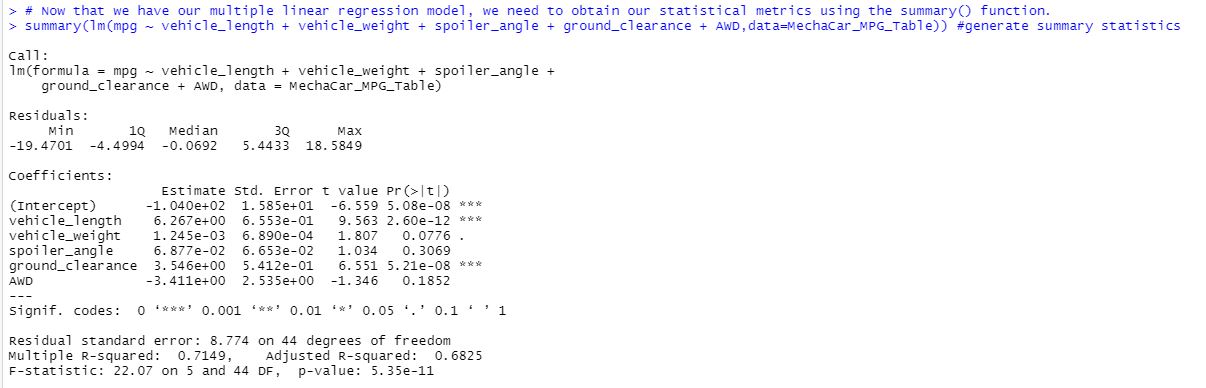 > # Now that we have our multiple linear regression model, we need to obtain our statistical metrics using the summary() function.
> summary(lm(mpg ~ vehicle_length + vehicle_weight + spoiler_angle + ground_clearance + AWD,data=MechaCar_MPG_Table)) #generate summary statistics

Call:
lm(formula = mpg ~ vehicle_length + vehicle_weight + spoiler_angle +
    ground_clearance + AWD, data = MechaCar_MPG_Table)

Residuals:
     Min       1Q   Median       3Q      Max
-19.4701  -4.4994  -0.0692   5.4433  18.5849

Coefficients:
                   Estimate Std. Error t value Pr(>|t|)
(Intercept)      -1.040e+02  1.585e+01  -6.559 5.08e-08 ***
vehicle_length    6.267e+00  6.553e-01   9.563 2.60e-12 ***
vehicle_weight    1.245e-03  6.890e-04   1.807   0.0776 .
spoiler_angle     6.877e-02  6.653e-02   1.034   0.3069
ground_clearance  3.546e+00  5.412e-01   6.551 5.21e-08 ***
AWD              -3.411e+00  2.535e+00  -1.346   0.1852
---
Signif. codes:  0 ‘***’ 0.001 ‘**’ 0.01 ‘*’ 0.05 ‘.’ 0.1 ‘ ’ 1

Residual standard error: 8.774 on 44 degrees of freedom
Multiple R-squared:  0.7149,    Adjusted R-squared:  0.6825
F-statistic: 22.07 on 5 and 44 DF,  p-value: 5.35e-11